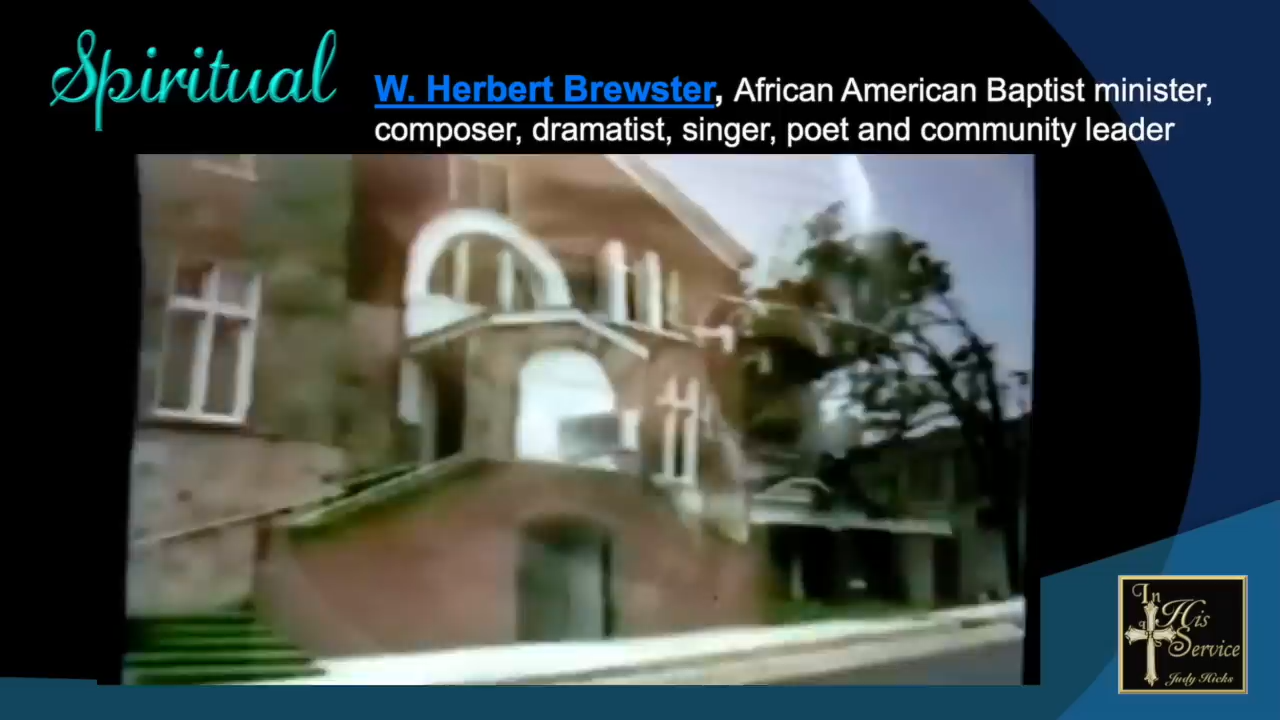 Spiritual
W. Herbert Brewster, African American Baptist minister,
composer, dramatist, singer, poet and community leader
In
His
Service
Judy Hicks